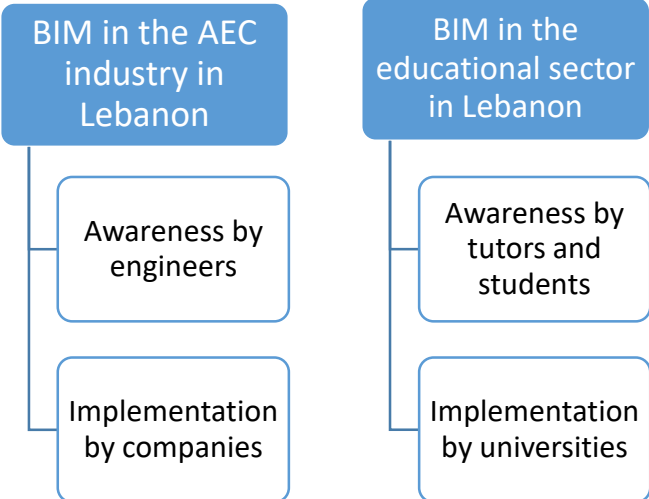 BIM in the AEC
industry in
Lebanon
Awareness by
engineers
Implementation
by companies
BIM in the
educational sector
in Lebanon
Awareness by
tutors and
students
Implementation
by universities